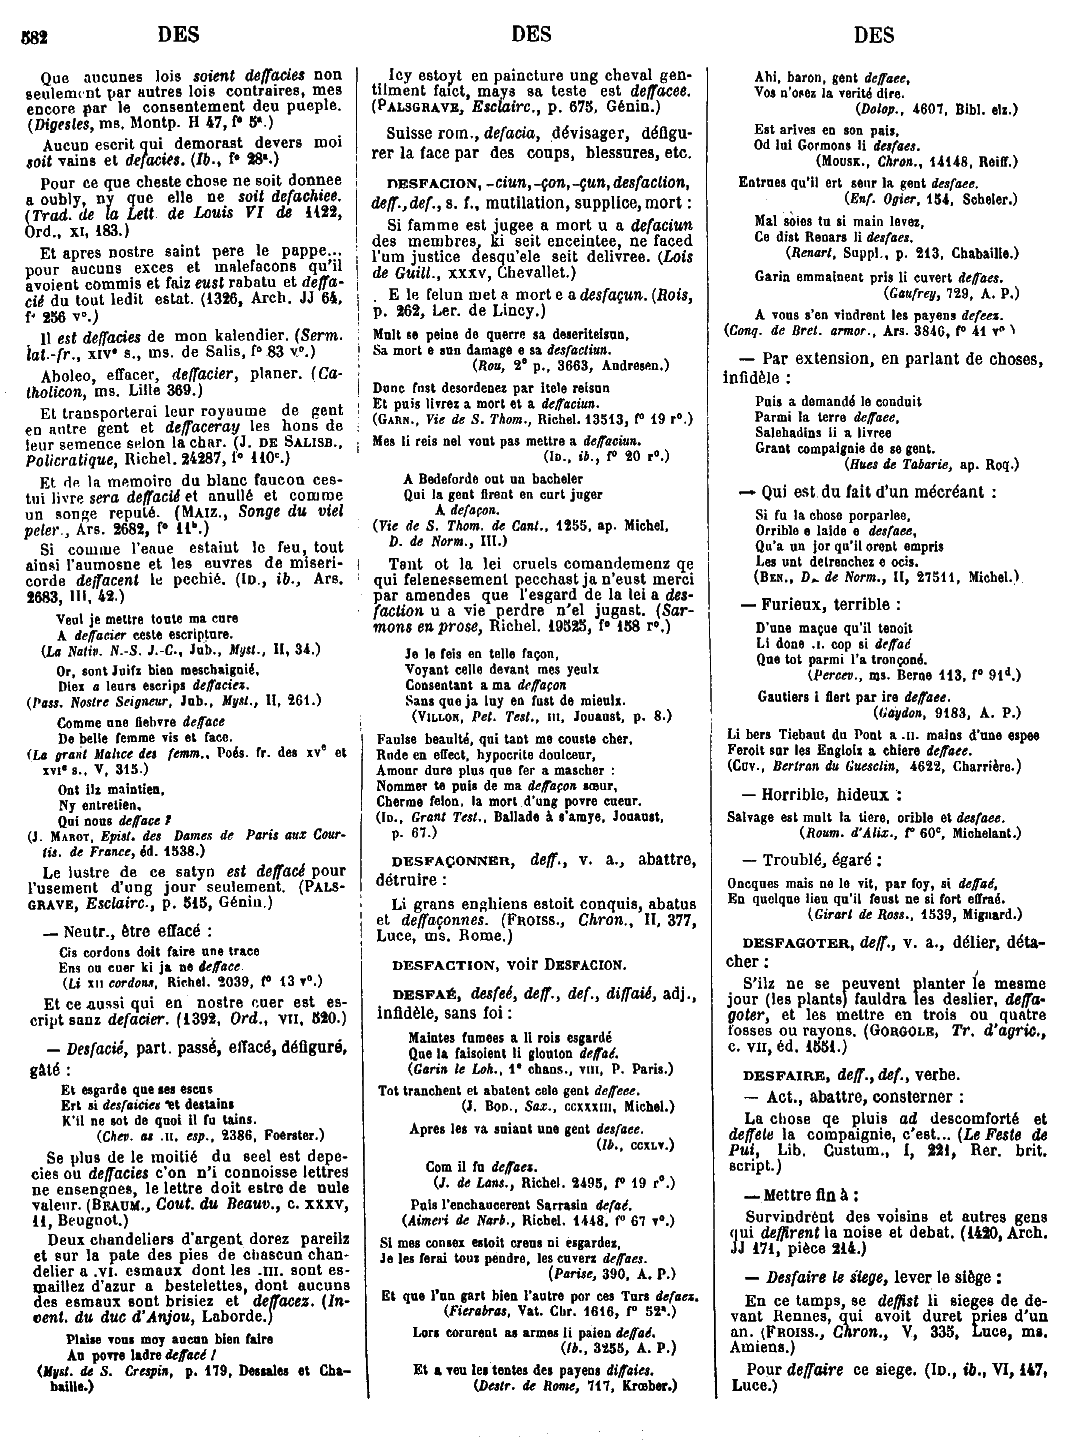 582 DES DES DES
Que aucunes lois soient deffacies non
seulement par autres lois contraires, mes
encore par le consentement deu pueple.
(Digestes, ms. Montp. H 47, f° 5ª.)
Aucun escrit qui demorast devers moi
soit vains et defacies. (Ib., f° 28ª.)
Pour ce que cheste chose ne soit donnee
a oubly, ny que elle ne soit defachiee.
(Trad. de la Lett. de Louis VI de 1122,
Ord., XI, 183.)
Et apres nostre saint pere le pappe...
pour aucuns exces et malefacons qu'il
avoient commis et faiz eust rabatu et deffa-
cié du tout ledit estat. (1326, Arch. JJ 64,
f° 256 v°.)
Il est deffacies de mon kalendier. (Serm.
lat.-fr., XIVᵉ s., ms. de Salis, f° 83 v°.)
Aboleo, effacer, deffacier, planer. (Ca-
tholicon, ms. Lille 369.)
Et transporterai leur royaume de gent
en autre gent et deffaceray les hons de
leur semence selon la char. (J. DE SALISB.,
Policratique, Richel. 24287, f° 110ᶜ.)
Et de la memoire du blanc faucon ces-
tui livre sera deffacié et anullé et comme
un songe reputé. (MAIZ., Songe du viel
peler., Ars. 2682, f° 11ᵇ.)
Si comme l'eaue estaint le feu, tout
ainsi l'aumosne et les euvres de miseri-
corde deffacent le pechié. (ID., ib., Ars.
2683, III, 42.)
Veul je mettre toute ma cure
A deffacier ceste escripture.
(La Nativ. N.-S. J.-C., Jub., Myst., II, 34.)
Or, sont Juifz bien meschaignié,
Diex a leurs escrips deffaciez.
(Pass. Nostre Seigneur, Jub., Myst., II, 261.)
Comme une fiebvre defface
De belle femme vis et face.
(La grant Malice des femm., Poés. fr. des XVᵉ et
XVIᵉ s., V, 315.)
Ont ilz maintien,
Ny entretien,
Qui nous defface ?
(J. MAROT, Epist. des Dames de Paris aux Cour-
tis. de France, éd. 1538.)
Le lustre de ce satyn est deffacé pour
l'usement d'ung jour seulement. (PALS-
GRAVE, Esclairc., p. 515, Génin.)
— Neutr., être effacé :
Cis cordons doit faire une trace
Ens ou cuer ki ja ne defface.
(Li XII cordons, Richel. 2039, f° 13 v°.)
Et ce aussi qui en nostre cuer est es-
cript sanz defacier. (1392, Ord., VII, 520.)
— Desfacié, part. passé, effacé, défiguré,
gâté :
Et esgarde que ses escus
Ert si desfaicies et destains
K'il ne sot de quoi il fu tains.
(Chev. as .II. esp., 2386, Foerster.)
Se plus de le moitié du seel est depe-
cies ou deffacies c'on n'i connoisse lettres
ne ensengnes, le lettre doit estre de nule
valeur. (BEAUM., Cout. du Beauv., c. XXXV,
11, Beugnot.)
Deux chandeliers d'argent dorez pareilz
et sur la pate des pies de chascun chan-
delier a .VI. esmaux dont les .III. sont es-
maillez d'azur a bestelettes, dont aucuns
des esmaux sont brisiez et deffacez. (In-
vent. du duc d'Anjou, Laborde.)
Plaise vous moy aucun bien faire
Au povre ladre deffacé !
(Myst. de S. Crespin, p. 179, Dessales et Cha-
baille.)
Icy estoyt en paincture ung cheval gen-
tilment faict, mays sa teste est deffacee.
(PALSGRAVE, Esclairc., p. 675, Génin.)
Suisse rom., defacia, dévisager, défigu-
rer la face par des coups, blessures, etc.
DESFACION, -ciun, -çon, -çun, desfaction,
deff., def., s. f., mutilation, supplice, mort :
Si famme est jugee a mort u a defaciun
des membres, ki seit enceintee, ne faced
l'um justice desqu'ele seit delivree. (Lois
de Guill., XXXV, Chevallet.)
E le felun met a mort e a desfaçun. (Rois,
p. 262, Ler. de Lincy.)
Mult se peine de querre sa deseriteisun,
Sa mort e sun damage e sa desfactiun.
(Rou, 2ᵉ p., 3663, Andresen.)
Dunc fust desordenez par itele reisun
Et puis livrez a mort et a deffaciun.
(GARN., Vie de S. Thom., Richel. 13513, f° 19 r°.)
Mes li reis nel vout pas mettre a deffaciun.
(ID., ib., f° 20 r°.)
A Bedeforde out un bacheler
Qui la gent firent en curt juger
A defaçon.
(Vie de S. Thom. de Cant., 1255, ap. Michel,
D. de Norm., III.)
Tant ot la lei cruels comandemenz qe
qui felenessement pecchast ja n'eust merci
par amendes que l'esgard de la lei a des-
faction u a vie perdre n'el jugast. (Ser-
mons en prose, Richel. 19525, f° 158 r°.)
Je le feis en telle façon,
Voyant celle devant mes yeulx
Consentant a ma deffaçon
Sans que ja luy en fust de mieulx.
(VILLON, Pet. Test., III, Jouaust, p. 8.)
Faulse beaulté, qui tant me couste cher,
Rude en effect, hypocrite doulceur,
Amour dure plus que fer a mascher :
Nommer te puis de ma deffaçon sœur,
Cherme felon, la mort d'ung povre cueur.
(ID., Grant Test., Ballade à s'amye, Jouaust,
p. 67.)
DESFAÇONNER, deff., v. a., abattre,
détruire :
Li grans enghiens estoit conquis, abatus
et deffaçonnes. (FROISS., Chron., II, 377,
Luce, ms. Rome.)
DESFACTION, voir DESFACION.
DESFAÉ, desfeé, deff., def., diffaié, adj.,
infidèle, sans foi :
Maintes fumees a li rois esgardé
Que la faisoient li glouton deffaé.
(Garin le Loh., 1ᵉ chans., VIII, P. Paris.)
Tot tranchent et abatent cele gent deffeee.
(J. BOD., Sax., CCXXXIII, Michel.)
Apres les va suiant une gent desfaee.
(Ib., CCXLV.)
Com il fu deffaez.
(J. de Lans., Richel. 2495, f° 19 r°.)
Puis l'enchaucerent Sarrasin defaé.
(Aimeri de Narb., Richel. 1448, f° 67 v°.)
Si mes consex estoit creus ni esgardez,
Je les ferai touz pendre, les cuverz deffaes.
(Parise, 390, A. P.)
Et que l'un gart bien l'autre por ces Turs defaez.
(Fierabras, Vat. Chr. 1616, f° 52ª.)
Lors corurent as armes li paien deffaé.
(Ib., 3255, A. P.)
Et a veu les tentes des payens diffaies.
(Destr. de Rome, 717, Krœber.)
Ahi, baron, gent deffaee,
Vos n'osez la verité dire.
(Dolop., 4607, Bibl. elz.)
Est arives en son pais,
Od lui Gormons li desfaes.
(MOUSK., Chron., 14148, Reiff.)
Entrues qu'il ert seur la gent desfaee.
(Enf. Ogier, 154, Scheler.)
Mal soies tu si main levez,
Ce dist Renars li desfaes.
(Renart, Suppl., p. 213, Chabaille.)
Garin emmainent pris li cuvert deffaes.
(Gaufrey, 729, A. P.)
A vous s'en vindrent les payens defeez.
(Conq. de Bret. armor., Ars. 3846, f° 41 v°.)
— Par extension, en parlant de choses,
infidèle :
Puis a demandé le conduit
Parmi la terre deffaee,
Salehadins li a livree
Grant compaignie de se gent.
(Hues de Tabarie, ap. Roq.)
— Qui est du fait d'un mécréant :
Si fu la chose porparlee,
Orrible e laide e desfaee,
Qu'a un jor qu'il orent empris
Les unt detrenchez e ocis.
(BEN., D. de Norm., II, 27511, Michel.)
— Furieux, terrible :
D'une maçue qu'il tenoit
Li done .I. cop si deffaé
Que tot parmi l'a tronçoné.
(Percev., ms. Berne 113, f° 91ᵈ.)
Gautiers i fiert par ire deffaee.
(Gaydon, 9183, A. P.)
Li bers Tiebaut du Pont a .II. mains d'une espee
Feroit sur les Englois a chiere deffaee.
(CUV., Bertran du Guesclin, 4622, Charrière.)
— Horrible, hideux :
Salvage est mult la tiere, orible et desfaee.
(Roum. d'Alix., f° 60ᶜ, Michelant.)
— Troublé, égaré :
Oncques mais ne le vit, par foy, si deffaé,
En quelque lieu qu'il feust ne si fort effraé.
(Girart de Ross., 1539, Mignard.)
DESFAGOTER, deff., v. a., délier, déta-
cher :
S'ilz ne se peuvent planter le mesme
jour (les plants) fauldra les deslier, deffa-
goter, et les mettre en trois ou quatre
fosses ou rayons. (GORGOLE, Tr. d'agric.,
c. VII, éd. 1551.)
DESFAIRE, deff., def., verbe.
— Act., abattre, consterner :
La chose qe pluis ad descomforté et
deffete la compaignie, c'est... (Le Feste de
Pui, Lib. Custum., I, 221, Rer. brit.
script.)
— Mettre fin à :
Survindrént des voisins et autres gens
qui deffirent la noise et debat. (1420, Arch.
JJ 171, pièce 214.)
— Desfaire le siege, lever le siège :
En ce tamps, se deffist li sieges de de-
vant Rennes, qui avoit duret pries d'un
an. (FROISS., Chron., V, 335, Luce, ms.
Amiens.)
Pour deffaire ce siege. (ID., ib., VI, 147,
Luce.)